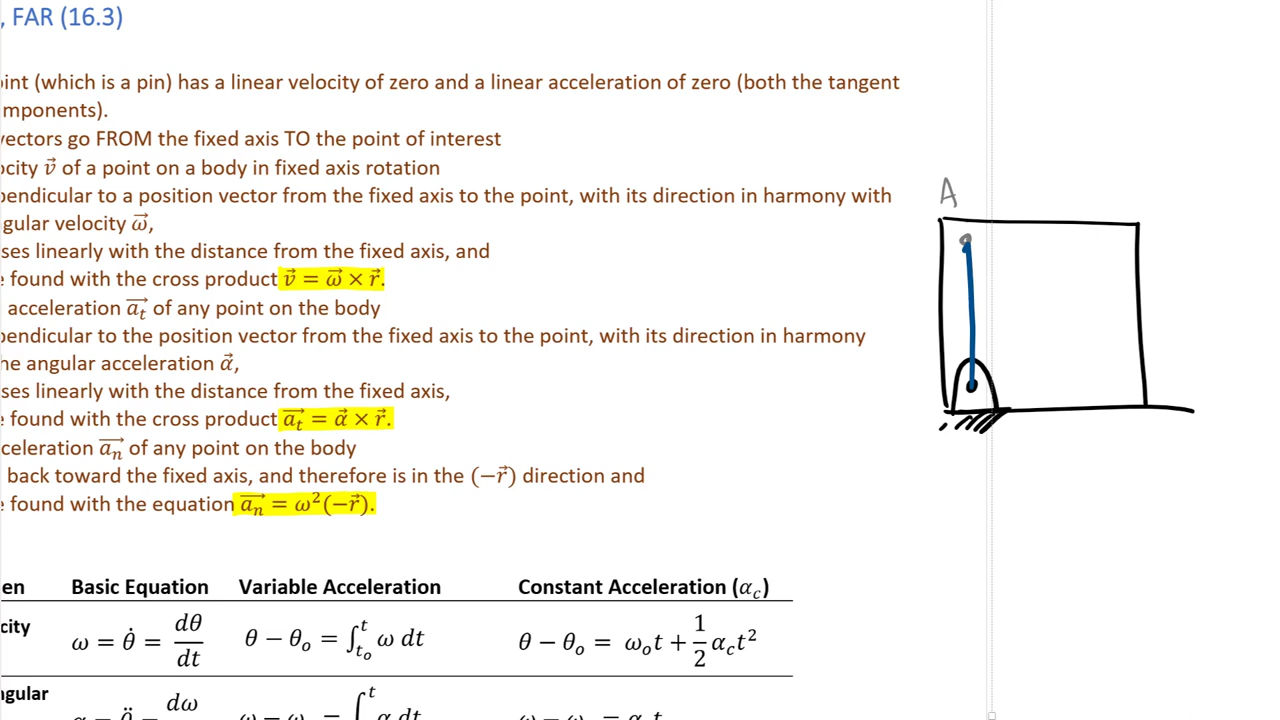 , FAR (16.3)
int (which is a pin) has a linear velocity of zero and a linear acceleration of zero (both the tangent
mponents).
vectors go FROM the fixed axis TO the point of interest
ocity v⃗ of a point on a body in fixed axis rotation
pendicular to a position vector from the fixed axis to the point, with its direction in harmony with
gular velocity ω⃗,
ses linearly with the distance from the fixed axis, and
e found with the cross product v⃗ = ω⃗ × r⃗.
acceleration a⃗ₜ of any point on the body
pendicular to the position vector from the fixed axis to the point, with its direction in harmony
he angular acceleration α⃗,
ses linearly with the distance from the fixed axis,
e found with the cross product a⃗ₜ = α⃗ × r⃗.
celeration a⃗ₙ of any point on the body
back toward the fixed axis, and therefore is in the (−r⃗) direction and
e found with the equation a⃗ₙ = ω²(−r⃗).
A
en Basic Equation Variable Acceleration Constant Acceleration (α_c)
city ω = θ̇ = dθ/dt θ − θₒ = ∫_{tₒ}^{t} ω dt θ − θₒ = ωₒt + 1/2 α_c t²
ngular dω t